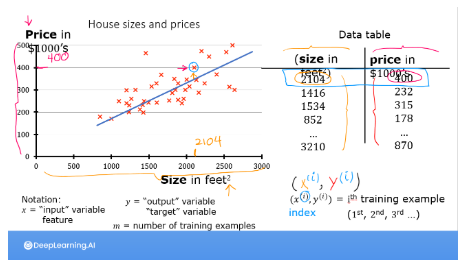 Price in
$1000's
House sizes and prices
500
400
400
300
200
100
0
0 500 1000 1500 2000 2500 3000
2104
Size in feet²
Data table
(size in feet²) price in $1000's
2104 400
1416 232
1534 315
852 178
... ...
3210 870
(x⁽ⁱ⁾, y⁽ⁱ⁾)
(x⁽ⁱ⁾, y⁽ⁱ⁾) = iᵗʰ training example
index (1st, 2nd, 3rd ...)
Notation:
x = "input" variable
feature
y = "output" variable
"target" variable
m = number of training examples
DeepLearning.AI